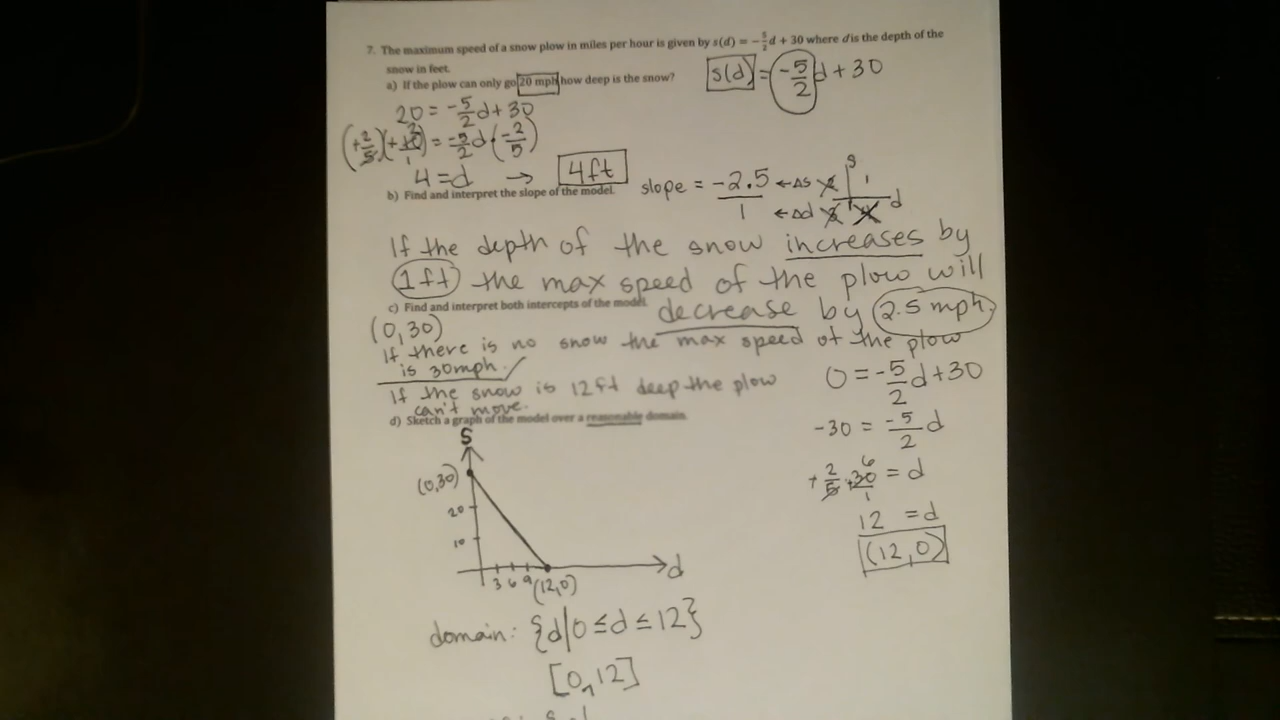 7. The maximum speed of a snow plow in miles per hour is given by s(d) = -5/2 d + 30 where d is the depth of the
snow in feet.
s(d) = -5/2 d + 30
a) If the plow can only go 20 mph how deep is the snow?
20 = -5/2 d + 30
(+2/5)(+10/1) = -5/2 d (-2/5)
4 = d → 4ft
b) Find and interpret the slope of the model.
slope = -2.5/1 ←Δs ←Δd
s
d
If the depth of the snow increases by
1ft the max speed of the plow will
decrease by 2.5 mph.
c) Find and interpret both intercepts of the model.
(0,30)
If there is no snow the max speed of the plow
is 30mph.
If the snow is 12ft deep the plow
can't move.
0 = -5/2 d + 30
-30 = -5/2 d
+2/5 · +30/1 = d
6
12 = d
(12,0)
d) Sketch a graph of the model over a reasonable domain.
S
(0,30)
20
10
3 6 9 (12,0)
d
domain: {d|0 ≤ d ≤ 12}
[0,12]